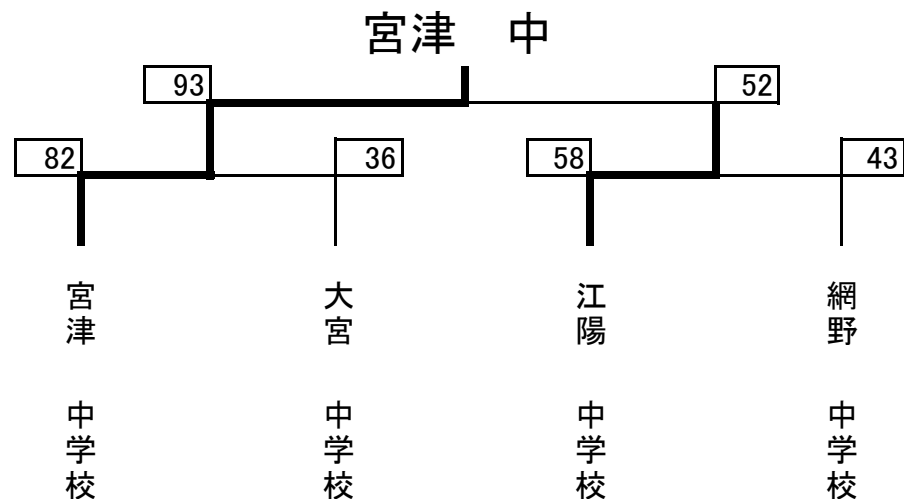 宮津　中
93
52
82
36
58
43
宮津　中学校
大宮　中学校
江陽　中学校
網野　中学校